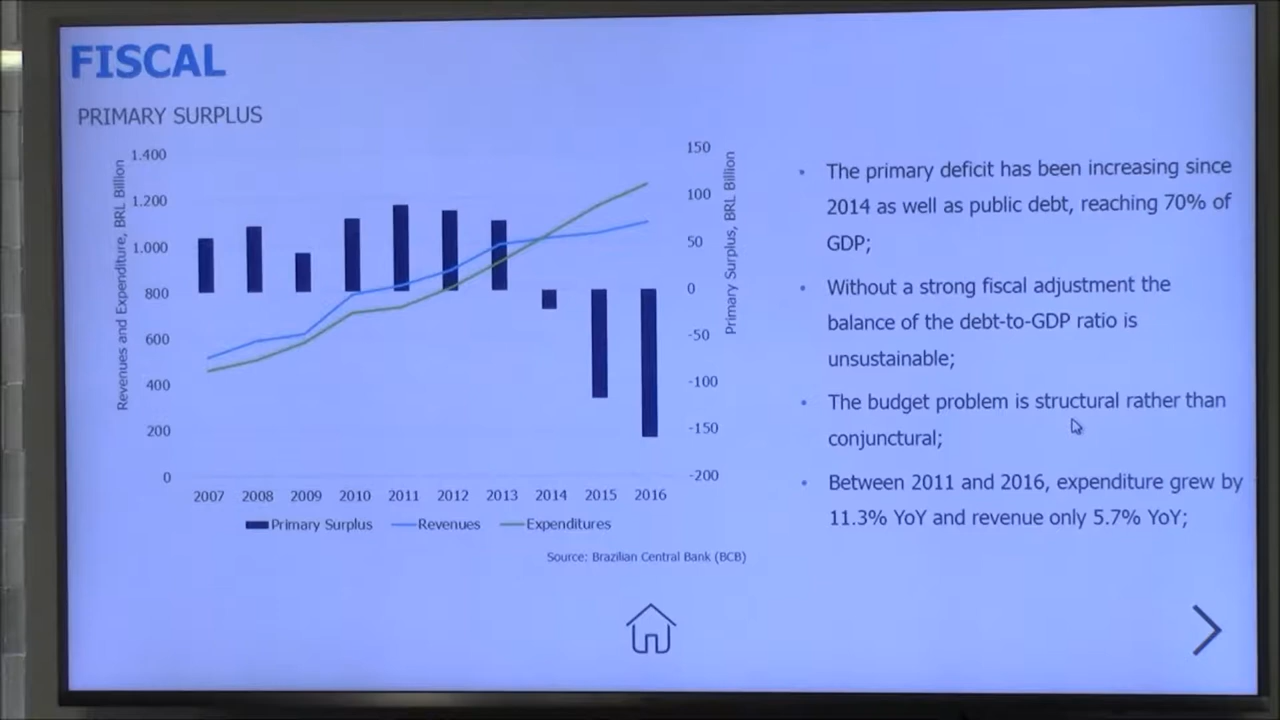 FISCAL
PRIMARY SURPLUS
Revenues and Expenditure, BRL Billion
1.400
1.200
1.000
800
600
400
200
0
150
100
50
0
-50
-100
-150
-200
Primary Surplus, BRL Billion
2007 2008 2009 2010 2011 2012 2013 2014 2015 2016
Primary Surplus Revenues Expenditures
Source: Brazilian Central Bank (BCB)
• The primary deficit has been increasing since
2014 as well as public debt, reaching 70% of
GDP;
• Without a strong fiscal adjustment the
balance of the debt-to-GDP ratio is
unsustainable;
• The budget problem is structural rather than
conjunctural;
• Between 2011 and 2016, expenditure grew by
11.3% YoY and revenue only 5.7% YoY;